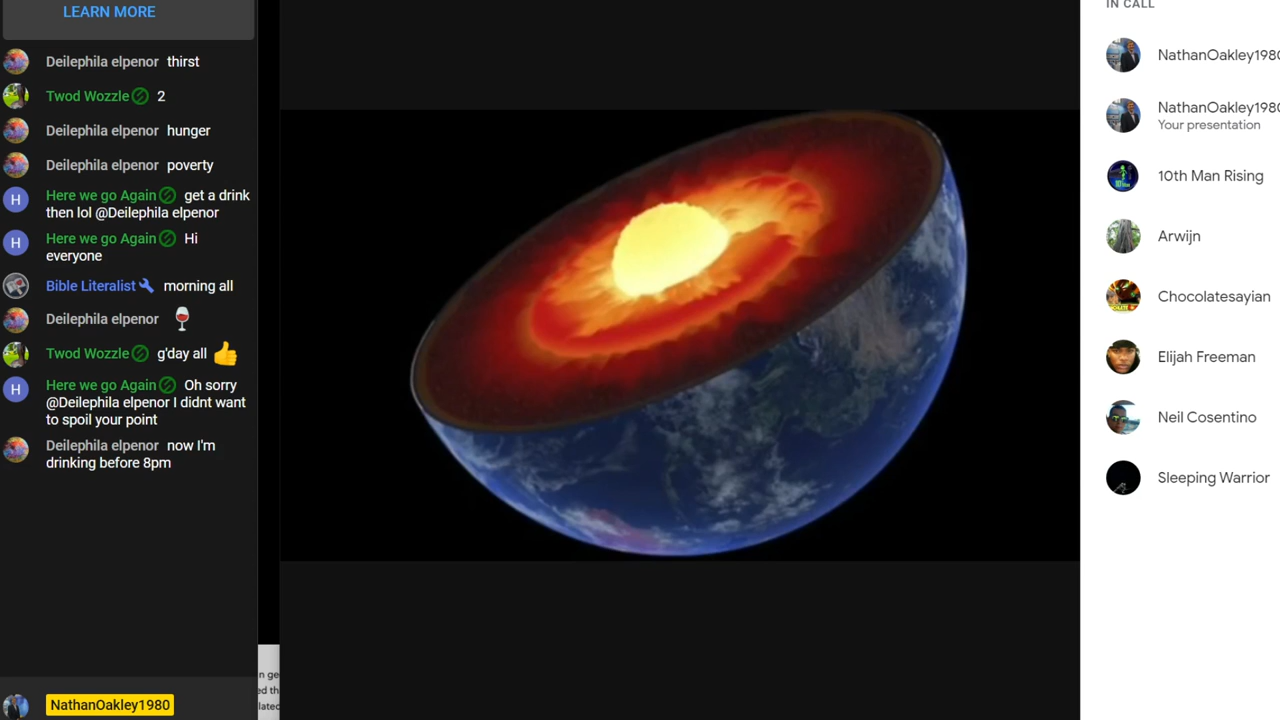 LEARN MORE
Deilephila elpenor thirst
Twod Wozzle 2
Deilephila elpenor hunger
Deilephila elpenor poverty
Here we go Again get a drink
then lol @Deilephila elpenor
Here we go Again Hi
everyone
Bible Literalist morning all
Deilephila elpenor 🍷
Twod Wozzle g'day all 👍
Here we go Again Oh sorry
@Deilephila elpenor I didnt want
to spoil your point
Deilephila elpenor now I'm
drinking before 8pm
NathanOakley1980
IN CALL
NathanOakley1980
NathanOakley1980
Your presentation
10th Man Rising
Arwijn
Chocolatesayian
Elijah Freeman
Neil Cosentino
Sleeping Warrior